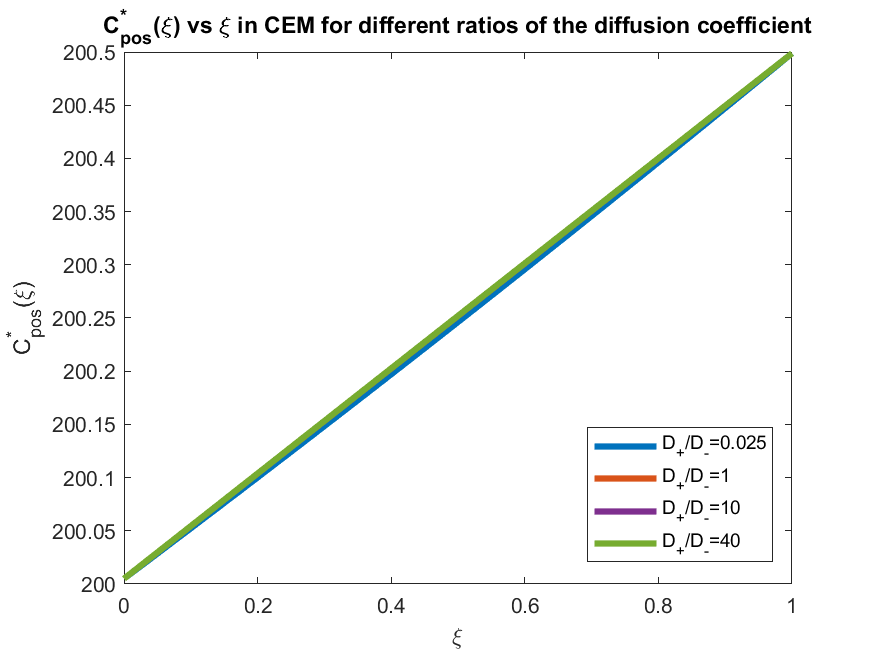 C*pos(ξ) vs ξ in CEM for different ratios of the diffusion coefficient
200.5
200.45
200.4
200.35
200.3
200.25
200.2
200.15
200.1
200.05
200
C*pos(ξ)
0
0.2
0.4
0.6
0.8
1
ξ
D+/D-=0.025
D+/D-=1
D+/D-=10
D+/D-=40